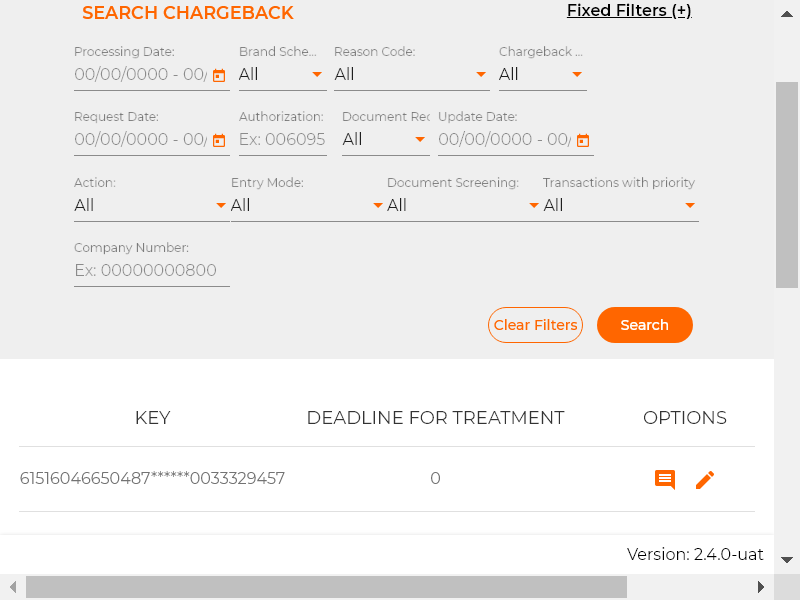 SEARCH CHARGEBACK
Fixed Filters (+)
Processing Date: Brand Sche... Reason Code: Chargeback ...
00/00/0000 - 00/ All All All
Request Date: Authorization: Document Rec Update Date:
00/00/0000 - 00/ Ex: 006095 All 00/00/0000 - 00/
Action: Entry Mode: Document Screening: Transactions with priority
All All All All
Company Number:
Ex: 00000000800
Clear Filters Search
KEY DEADLINE FOR TREATMENT OPTIONS
61516046650487******0033329457 0
Version: 2.4.0-uat